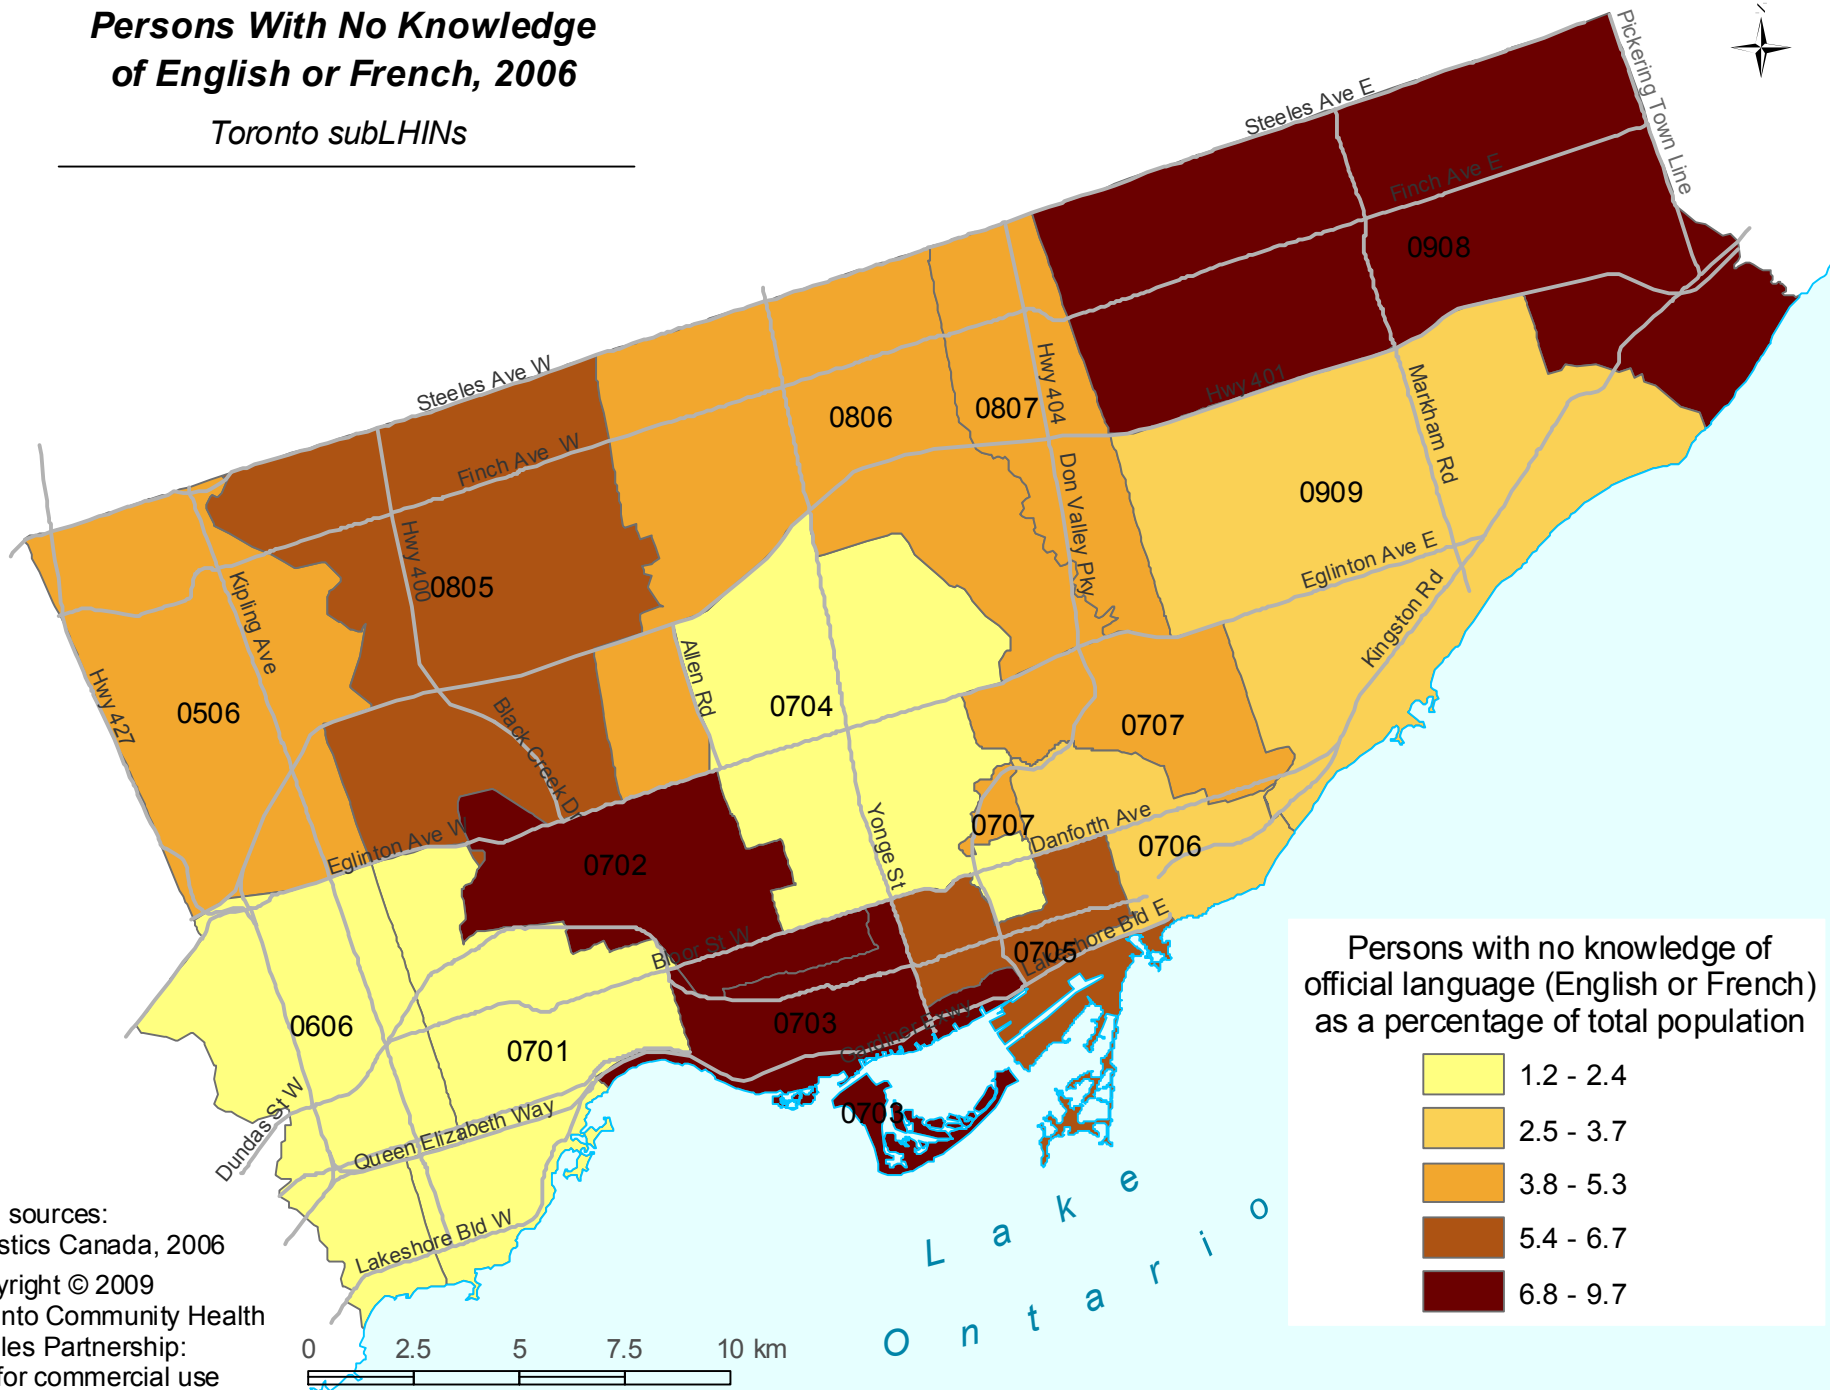 Persons With No Knowledge
of English or French, 2006
Toronto subLHINs
N
Pickering Town Line
Steeles Ave E
Finch Ave E
0908
Hwy 401
Markham Rd
Hwy 404
0807
0806
Steeles Ave W
Finch Ave W
Don Valley Pky
0909
Hwy 400
0805
Eglinton Ave E
Kingston Rd
Kipling Ave
Hwy 427
0506
Allen Rd
0704
Black Creek Dr
0707
Yonge St
0707
Danforth Ave
0706
Eglinton Ave W
0702
Bloor St W
0705
Lakeshore Bld E
0606
0701
0703
Gardiner Expwy
0703
Dundas St W
Queen Elizabeth Way
Lakeshore Bld W
Lake
Ontario
Persons with no knowledge of
official language (English or French)
as a percentage of total population
1.2 - 2.4
2.5 - 3.7
3.8 - 5.3
5.4 - 6.7
6.8 - 9.7
sources:
stics Canada, 2006
yright © 2009
nto Community Health
les Partnership:
for commercial use
0 2.5 5 7.5 10 km